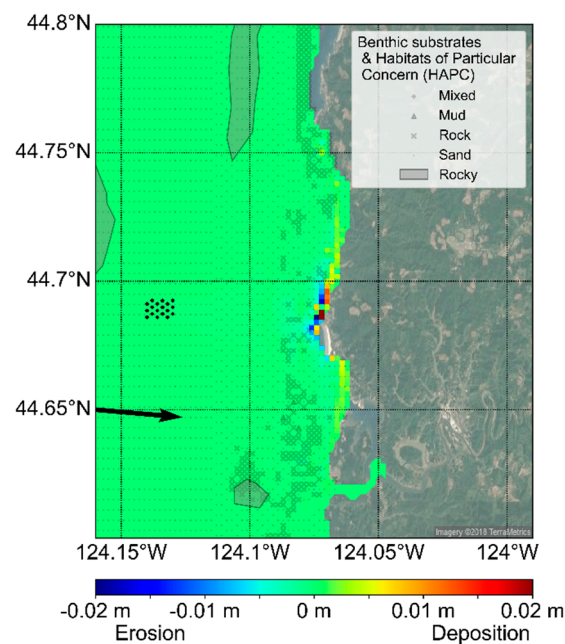 44.8°N
Benthic substrates
& Habitats of Particular
Concern (HAPC)
Mixed
Mud
Rock
Sand
Rocky
44.75°N
44.7°N
44.65°N
Imagery ©2018 TerraMetrics
124.15°W 124.1°W 124.05°W 124°W
-0.02 m -0.01 m 0 m 0.01 m 0.02 m
Erosion Deposition